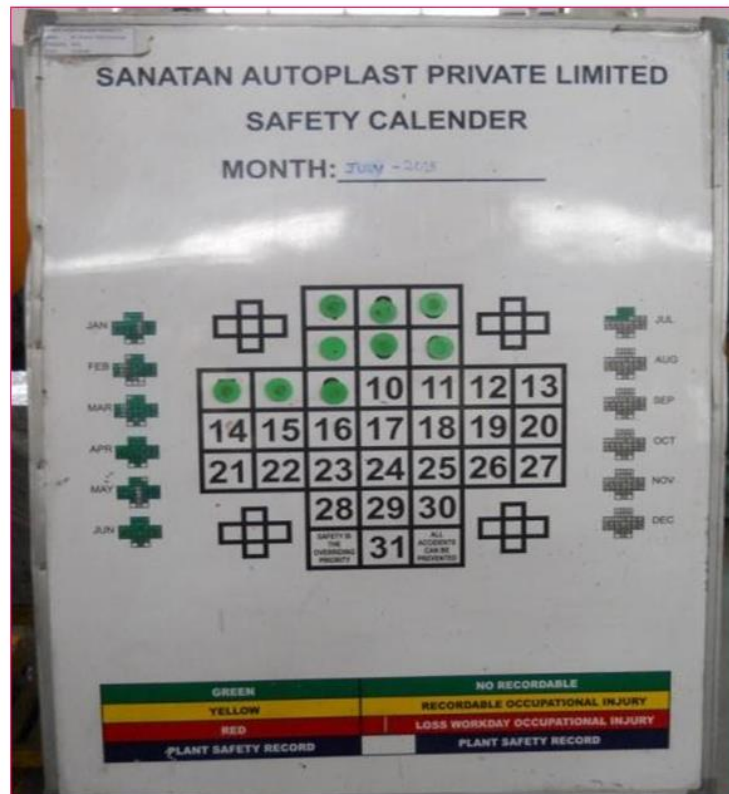 SANATAN AUTOPLAST PRIVATE LIMITED
SAFETY CALENDER
MONTH: JULY - 2015
JAN
FEB
MAR
APR
MAY
JUN
10 11 12 13
14 15 16 17 18 19 20
21 22 23 24 25 26 27
28 29 30
SAFETY IS
THE
OVERRIDING
PRIORITY
31
ALL
ACCIDENTS
CAN BE
PREVENTED
JUL
AUG
SEP
OCT
NOV
DEC
GREEN NO RECORDABLE
YELLOW RECORDABLE OCCUPATIONAL INJURY
RED LOSS WORKDAY OCCUPATIONAL INJURY
PLANT SAFETY RECORD PLANT SAFETY RECORD